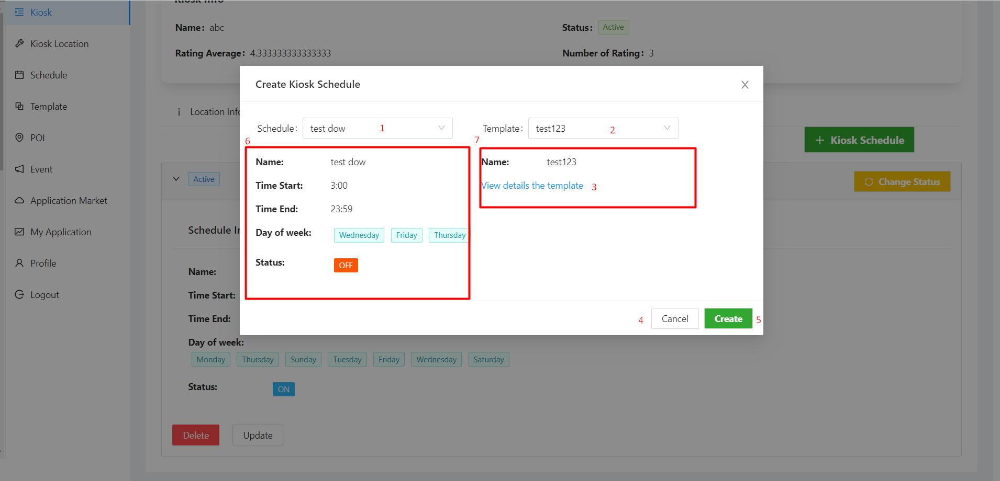 Kiosk
Kiosk Location
Schedule
Template
POI
Event
Application Market
My Application
Profile
Logout
Kiosk Info
Name: abc
Status: Active
Rating Average: 4.333333333333333
Number of Rating: 3
Location Info
+ Kiosk Schedule
Active
Change Status
Schedule In
Name:
Time Start:
Time End:
Day of week:
Monday Thursday Sunday Tuesday Friday Wednesday Saturday
Status: ON
Delete Update
Create Kiosk Schedule
Schedule: test dow 1
Template: test123 2
6
Name: test dow
Time Start: 3:00
Time End: 23:59
Day of week: Wednesday Friday Thursday
Status: OFF
7
Name: test123
View details the template 3
4 Cancel Create 5